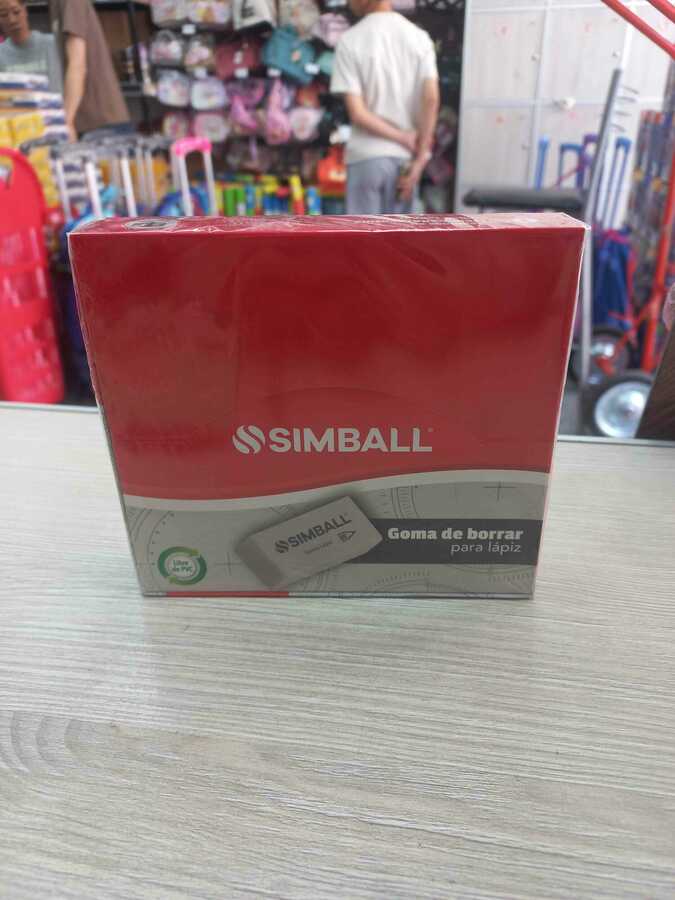 SIMBALL
SIMBALL
Goma de borrar
para lápiz
Libre
de PVC